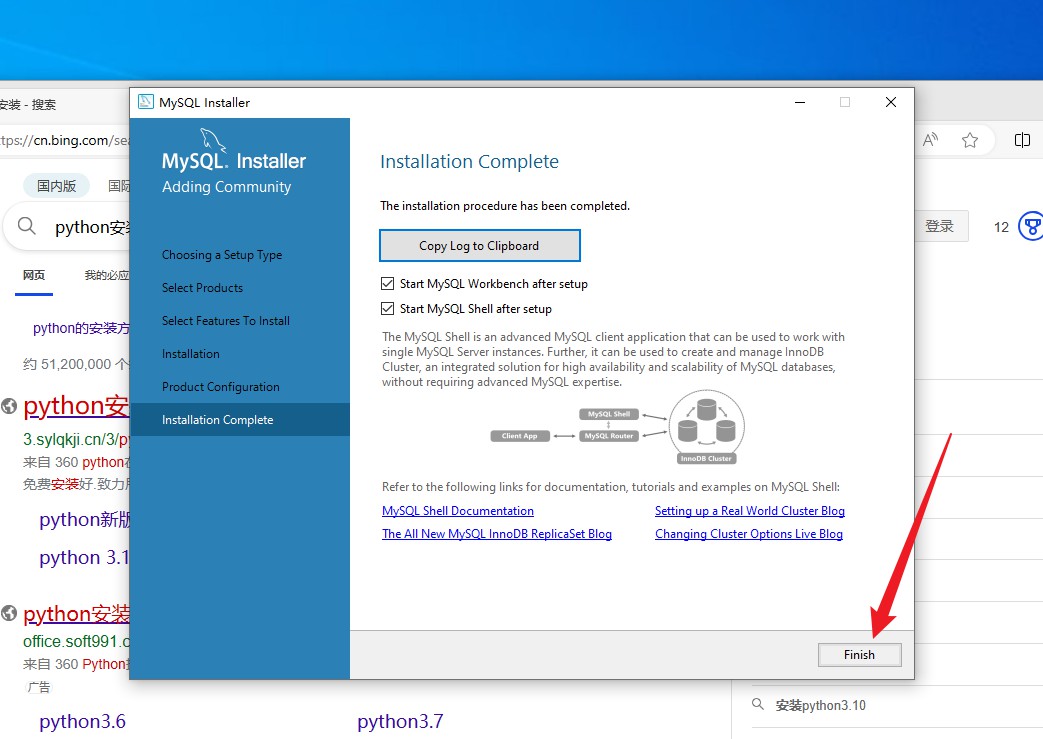 安装 - 搜索
MySQL Installer
https://cn.bing.com/sea
国内版
国际
python安装
登录
12
网页
我的必应
python的安装方
约 51,200,000 个
python安
3.sylqkji.cn/3/py
来自 360 python在
免费安装好.致力用
python新版
python 3.1
python安装
office.soft991.c
来自 360 Python
广告
python3.6
python3.7
安装python3.10
MySQL. Installer
Adding Community
Choosing a Setup Type
Select Products
Select Features To Install
Installation
Product Configuration
Installation Complete
Installation Complete
The installation procedure has been completed.
Copy Log to Clipboard
Start MySQL Workbench after setup
Start MySQL Shell after setup
The MySQL Shell is an advanced MySQL client application that can be used to work with
single MySQL Server instances. Further, it can be used to create and manage InnoDB
Cluster, an integrated solution for high availability and scalability of MySQL databases,
without requiring advanced MySQL expertise.
MySQL Shell
Client App
MySQL Router
InnoDB Cluster
Refer to the following links for documentation, tutorials and examples on MySQL Shell:
MySQL Shell Documentation
Setting up a Real World Cluster Blog
The All New MySQL InnoDB ReplicaSet Blog
Changing Cluster Options Live Blog
Finish